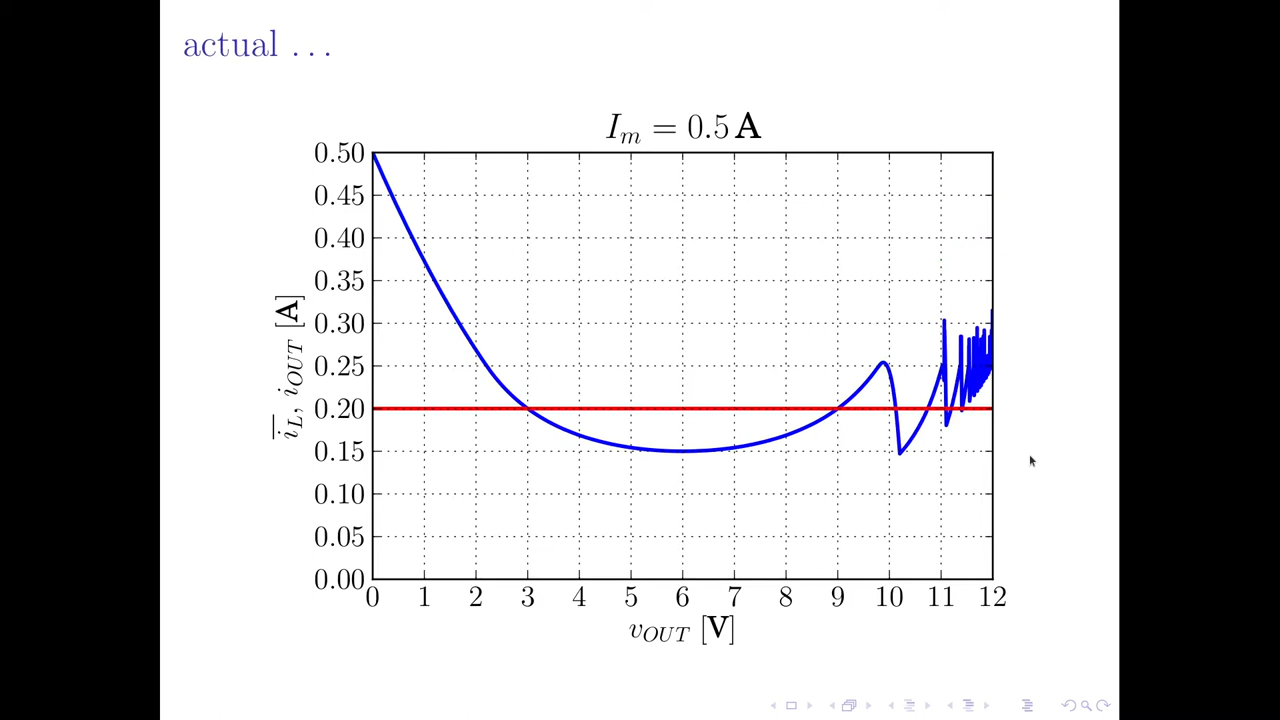 actual ...
I_m = 0.5 A
0.50
0.45
0.40
0.35
0.30
0.25
0.20
0.15
0.10
0.05
0.00
i_L, i_OUT [A]
0 1 2 3 4 5 6 7 8 9 10 11 12
v_OUT [V]